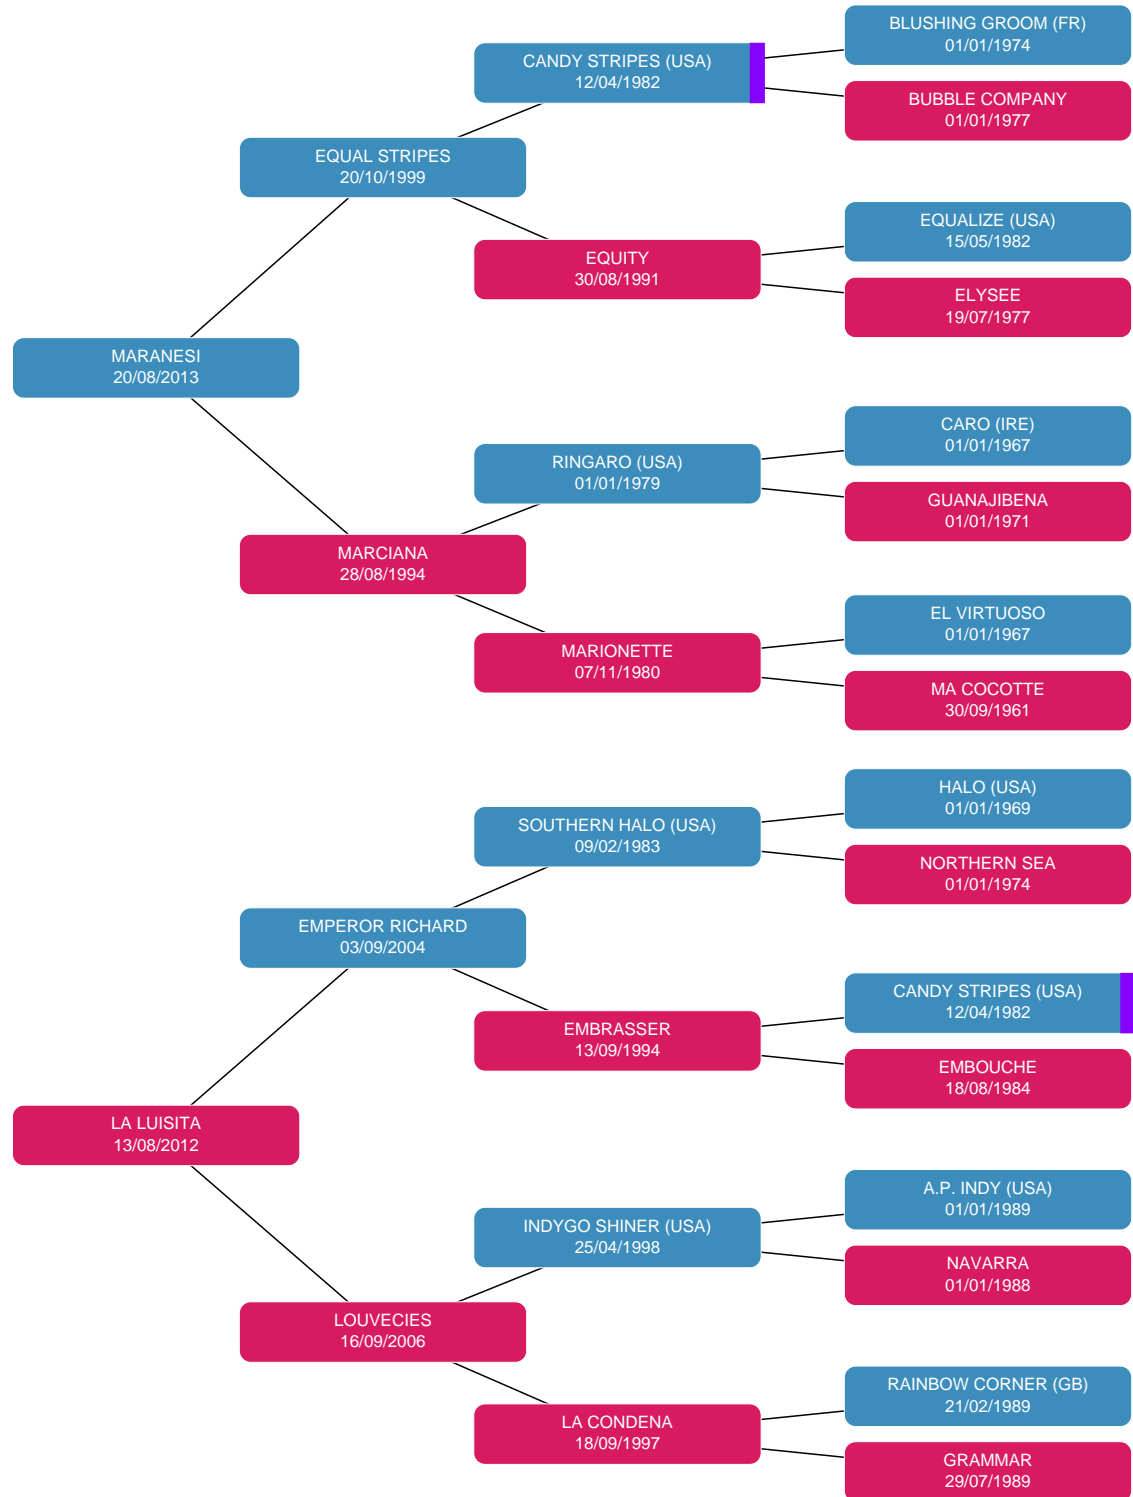 BLUSHING GROOM (FR)
01/01/1974
CANDY STRIPES (USA)
12/04/1982
BUBBLE COMPANY
01/01/1977
EQUAL STRIPES
20/10/1999
EQUALIZE (USA)
15/05/1982
EQUITY
30/08/1991
ELYSEE
19/07/1977
MARANESI
20/08/2013
CARO (IRE)
01/01/1967
RINGARO (USA)
01/01/1979
GUANAJIBENA
01/01/1971
MARCIANA
28/08/1994
EL VIRTUOSO
01/01/1967
MARIONETTE
07/11/1980
MA COCOTTE
30/09/1961
HALO (USA)
01/01/1969
SOUTHERN HALO (USA)
09/02/1983
NORTHERN SEA
01/01/1974
EMPEROR RICHARD
03/09/2004
CANDY STRIPES (USA)
12/04/1982
EMBRASSER
13/09/1994
EMBOUCHE
18/08/1984
LA LUISITA
13/08/2012
A.P. INDY (USA)
01/01/1989
INDYGO SHINER (USA)
25/04/1998
NAVARRA
01/01/1988
LOUVECIES
16/09/2006
RAINBOW CORNER (GB)
21/02/1989
LA CONDENA
18/09/1997
GRAMMAR
29/07/1989